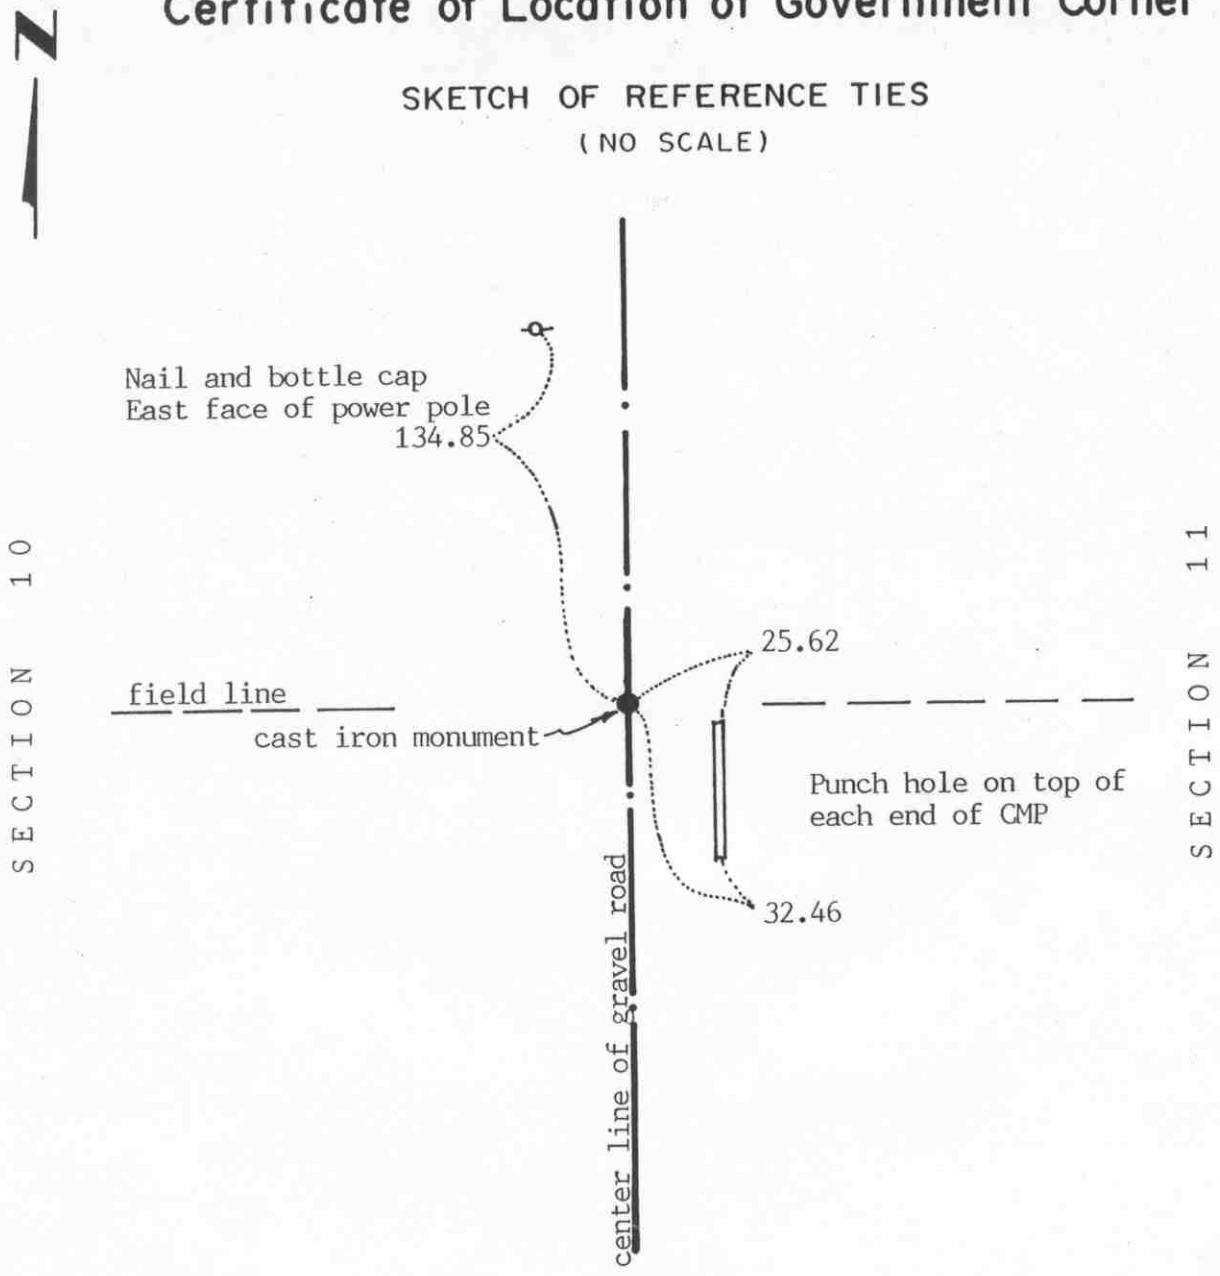 Certificate of Location of Government Corner
N
SKETCH OF REFERENCE TIES
(NO SCALE)
Nail and bottle cap
East face of power pole
134.85
SECTION 10
SECTION 11
25.62
field line
cast iron monument
Punch hole on top of
each end of CMP
32.46
center line of gravel road